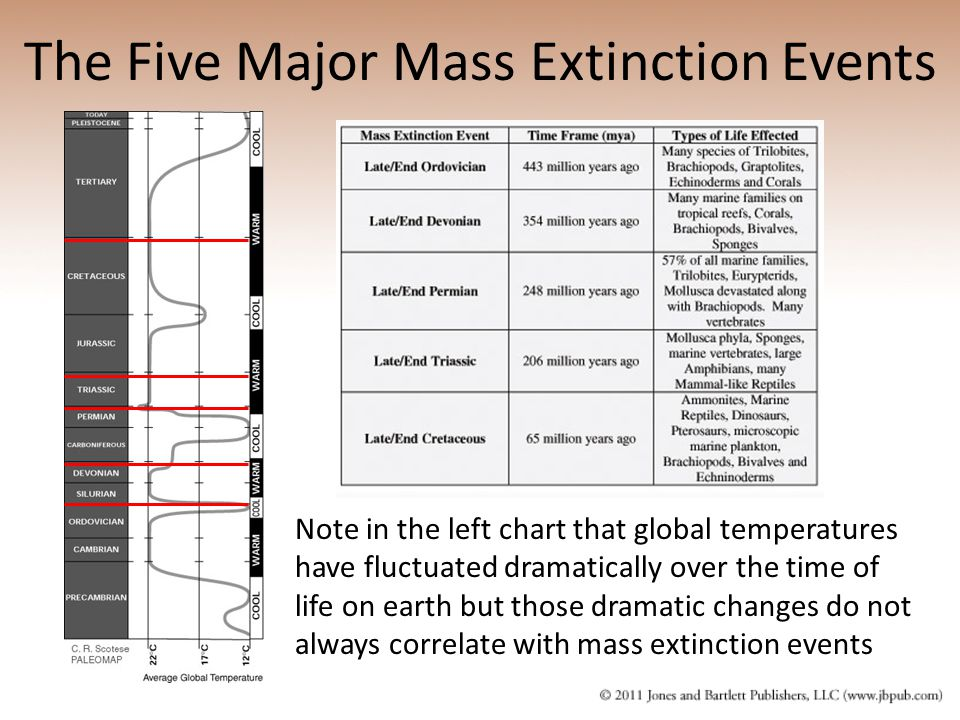 The Five Major Mass Extinction Events
TODAY
PLEISTOCENE
TERTIARY
CRETACEOUS
JURASSIC
TRIASSIC
PERMIAN
CARBONIFEROUS
DEVONIAN
SILURIAN
ORDOVICIAN
CAMBRIAN
PRECAMBRIAN
COOL
WARM
COOL
WARM
COOL
WARM
COOL
WARM
COOL
C. R. Scotese
PALEOMAP
22°C 17°C 12°C
Average Global Temperature
Mass Extinction Event Time Frame (mya) Types of Life Effected
Late/End Ordovician 443 million years ago Many species of Trilobites,
Brachiopods, Graptolites,
Echinoderms and Corals
Late/End Devonian 354 million years ago Many marine families on
tropical reefs, Corals,
Brachiopods, Bivalves,
Sponges
Late/End Permian 248 million years ago 57% of all marine families,
Trilobites, Eurypterids,
Mollusca devastated along
with Brachiopods. Many
vertebrates
Late/End Triassic 206 million years ago Mollusca phyla, Sponges,
marine vertebrates, large
Amphibians, many
Mammal-like Reptiles
Late/End Cretaceous 65 million years ago Ammonites, Marine
Reptiles, Dinosaurs,
Pterosaurs, microscopic
marine plankton,
Brachiopods, Bivalves and
Echninoderms
Note in the left chart that global temperatures
have fluctuated dramatically over the time of
life on earth but those dramatic changes do not
always correlate with mass extinction events
© 2011 Jones and Bartlett Publishers, LLC (www.jbpub.com)